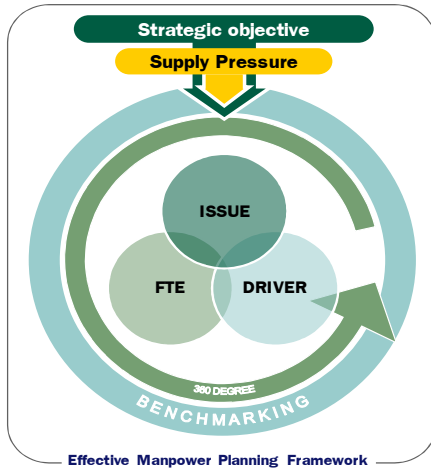 Strategic objective
Supply Pressure
ISSUE
FTE
DRIVER
360 DEGREE
BENCHMARKING
Effective Manpower Planning Framework